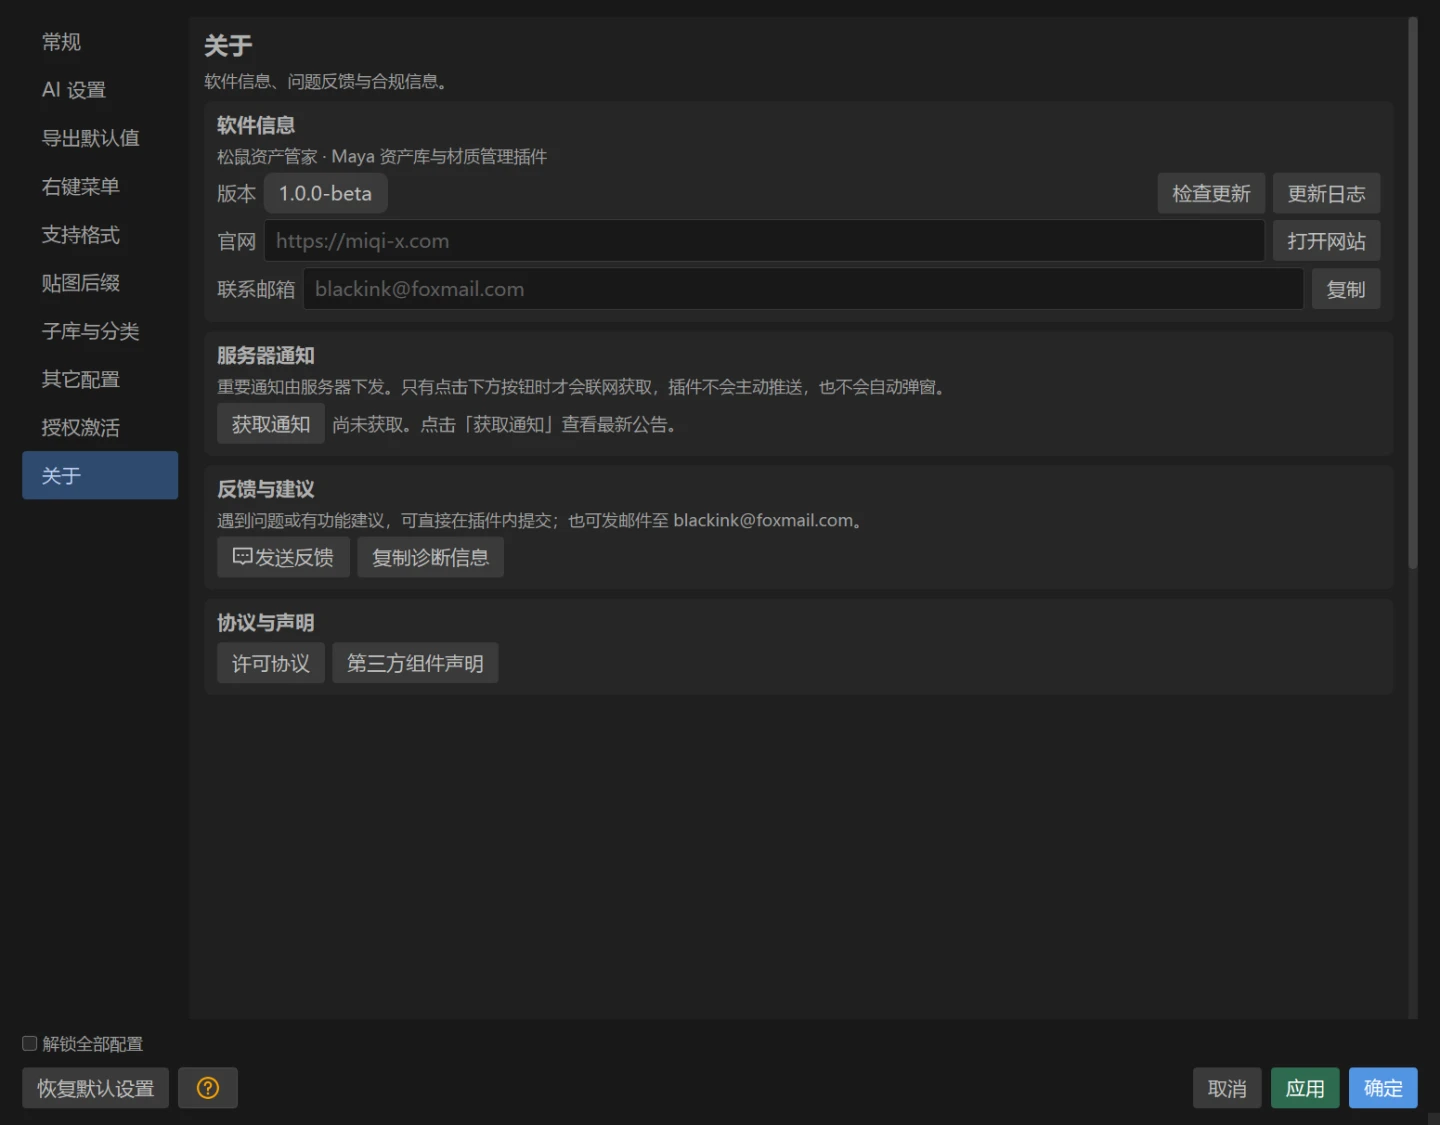 常规
AI 设置
导出默认值
右键菜单
支持格式
贴图后缀
子库与分类
其它配置
授权激活
关于
关于
软件信息、问题反馈与合规信息。
软件信息
松鼠资产管家 · Maya 资产库与材质管理插件
版本 1.0.0-beta 检查更新 更新日志
官网 https://miqi-x.com 打开网站
联系邮箱 blackink@foxmail.com 复制
服务器通知
重要通知由服务器下发。只有点击下方按钮时才会联网获取，插件不会主动推送，也不会自动弹窗。
获取通知 尚未获取。点击「获取通知」查看最新公告。
反馈与建议
遇到问题或有功能建议，可直接在插件内提交；也可发邮件至 blackink@foxmail.com。
发送反馈 复制诊断信息
协议与声明
许可协议 第三方组件声明
解锁全部配置
恢复默认设置 ? 取消 应用 确定